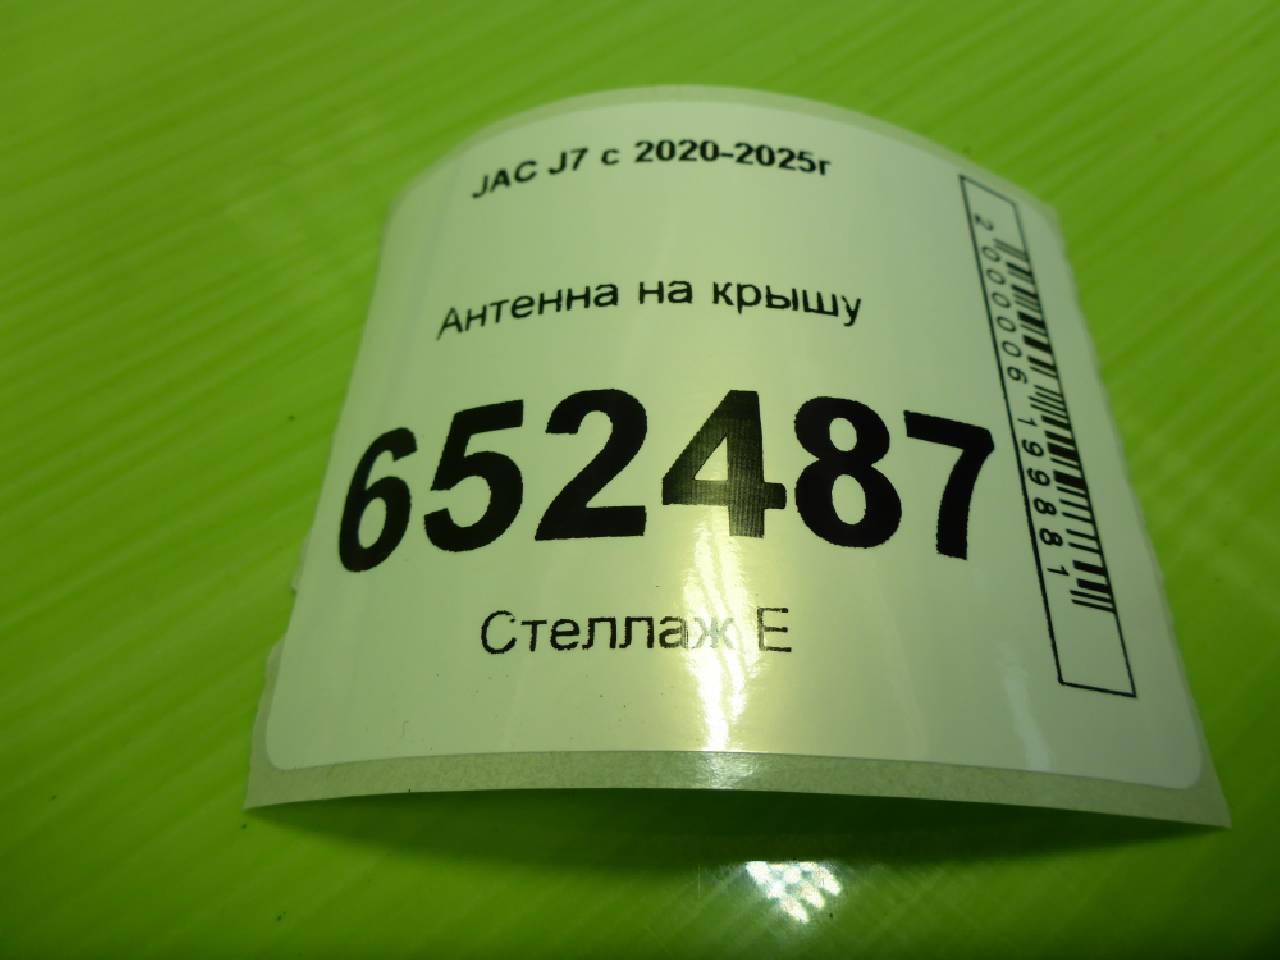 JAC J7 с 2020-2025г
Антенна на крышу
652487
Стеллаж Е
2000006199881